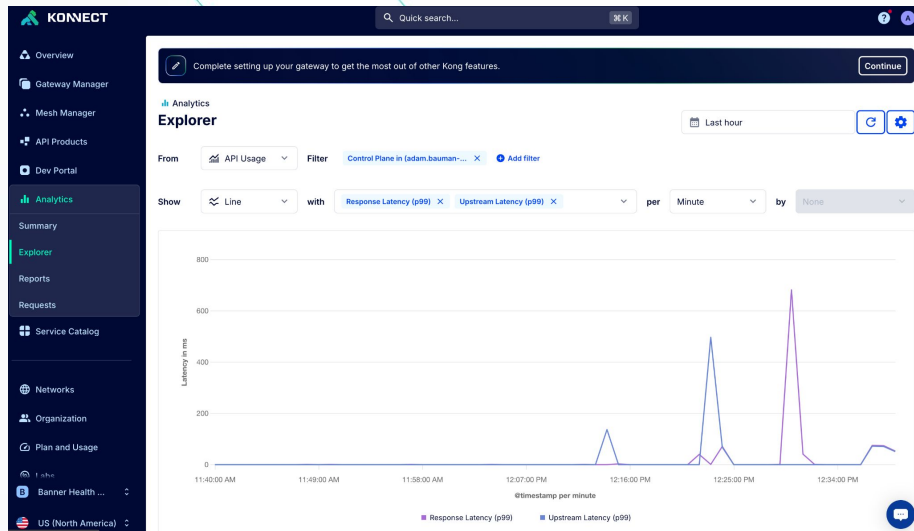 KONNECT
Quick search...
⌘ K
?
A
Overview
Gateway Manager
Mesh Manager
API Products
Dev Portal
Analytics
Summary
Explorer
Reports
Requests
Service Catalog
Networks
Organization
Plan and Usage
Labs
B Banner Health ...
US (North America)
Complete setting up your gateway to get the most out of other Kong features.
Continue
Analytics
Explorer
Last hour
From API Usage Filter Control Plane in (adam.bauman-... × Add filter
Show Line with Response Latency (p99) × Upstream Latency (p99) × per Minute by None
800
600
400
200
0
Latency in ms
11:40:00 AM 11:49:00 AM 11:58:00 AM 12:07:00 PM 12:16:00 PM 12:25:00 PM 12:34:00 PM
@timestamp per minute
Response Latency (p99) Upstream Latency (p99)